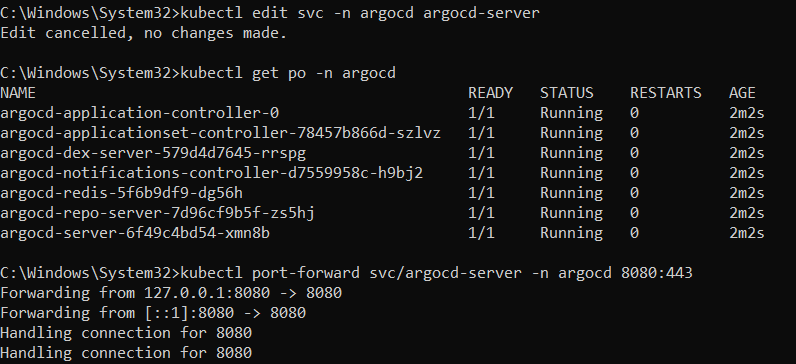 C:\Windows\System32>kubectl edit svc -n argocd argocd-server
Edit cancelled, no changes made.
C:\Windows\System32>kubectl get po -n argocd
NAME READY STATUS RESTARTS AGE
argocd-application-controller-0 1/1 Running 0 2m2s
argocd-applicationset-controller-78457b866d-szlvz 1/1 Running 0 2m2s
argocd-dex-server-579d4d7645-rrspg 1/1 Running 0 2m2s
argocd-notifications-controller-d7559958c-h9bj2 1/1 Running 0 2m2s
argocd-redis-5f6b9df9-dg56h 1/1 Running 0 2m2s
argocd-repo-server-7d96cf9b5f-zs5hj 1/1 Running 0 2m2s
argocd-server-6f49c4bd54-xmn8b 1/1 Running 0 2m2s
C:\Windows\System32>kubectl port-forward svc/argocd-server -n argocd 8080:443
Forwarding from 127.0.0.1:8080 -> 8080
Forwarding from [::1]:8080 -> 8080
Handling connection for 8080
Handling connection for 8080